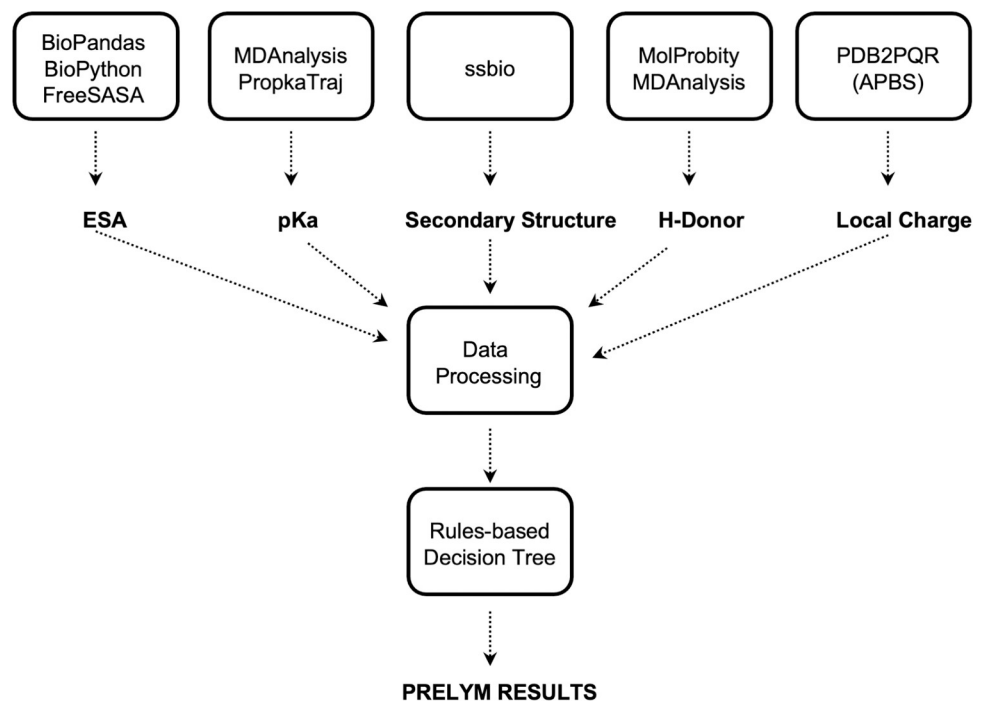 BioPandas
BioPython
FreeSASA
MDAnalysis
PropkaTraj
ssbio
MolProbity
MDAnalysis
PDB2PQR
(APBS)
ESA
pKa
Secondary Structure
H-Donor
Local Charge
Data
Processing
Rules-based
Decision Tree
PRELYM RESULTS